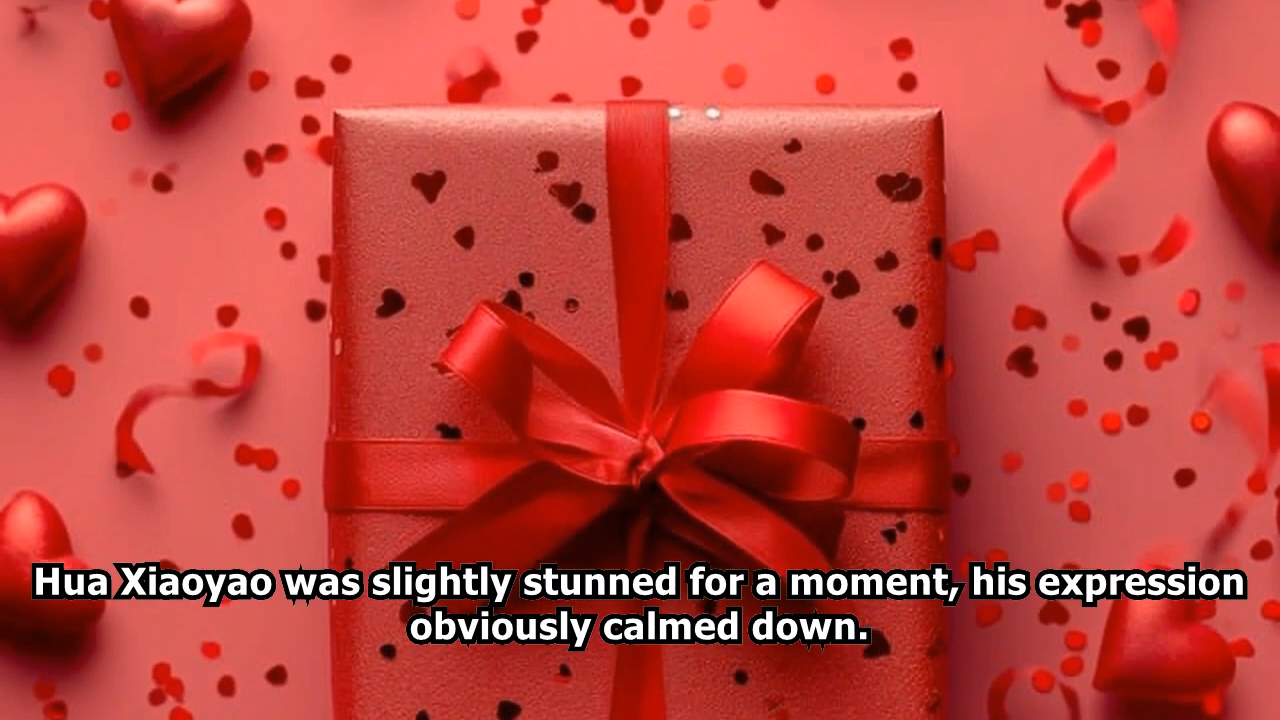 Hua Xiaoyao was slightly stunned for a moment, his expression
obviously calmed down.